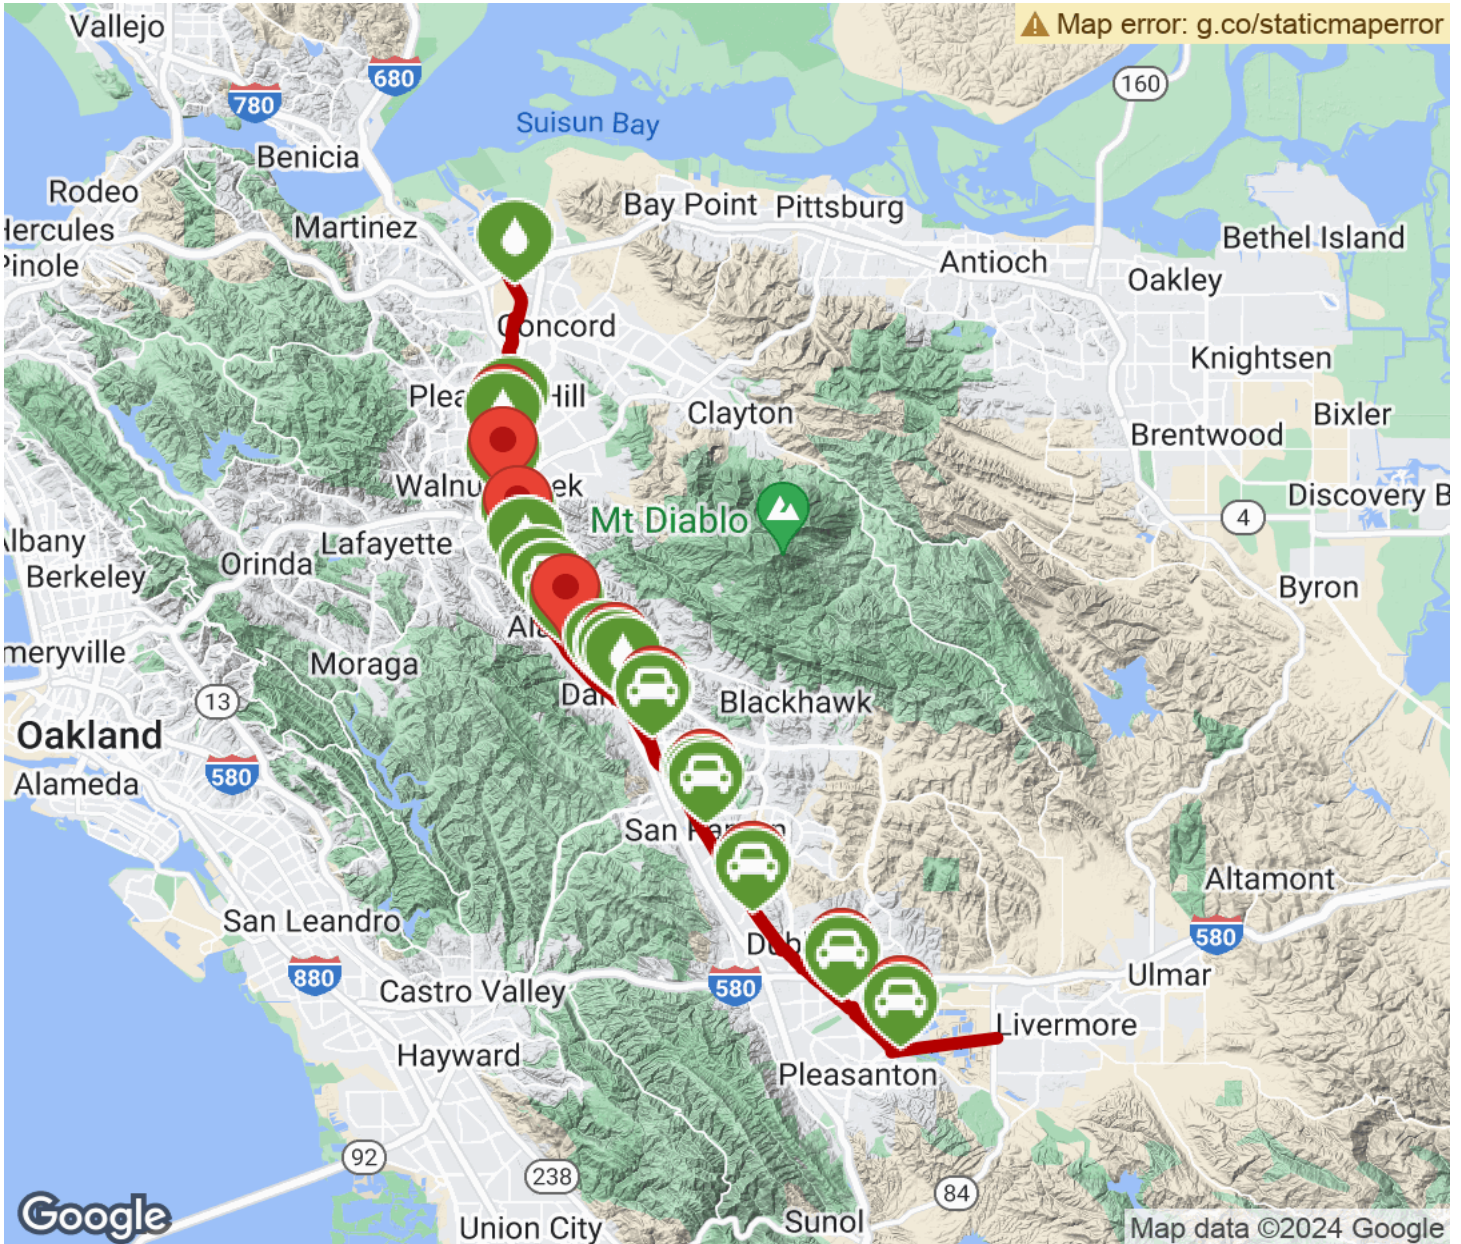 Vallejo
Map error: g.co/staticmaperror
680
160
780
Suisun Bay
Benicia
Rodeo
Bay Point
Pittsburg
Martinez
Hercules
Bethel Island
Pinole
Antioch
Oakley
Concord
Knightsen
Hill
Clayton
Bixler
Brentwood
Discovery B
4
Mt Diablo
Albany
Lafayette
Orinda
Berkeley
Byron
meryville
Moraga
13
Blackhawk
Oakland
580
Alameda
San
Altamont
San Leandro
580
880
580
Ulmar
Castro Valley
Livermore
Hayward
Pleasanton
92
238
84
Google
Union City
Sunol
Map data ©2024 Google